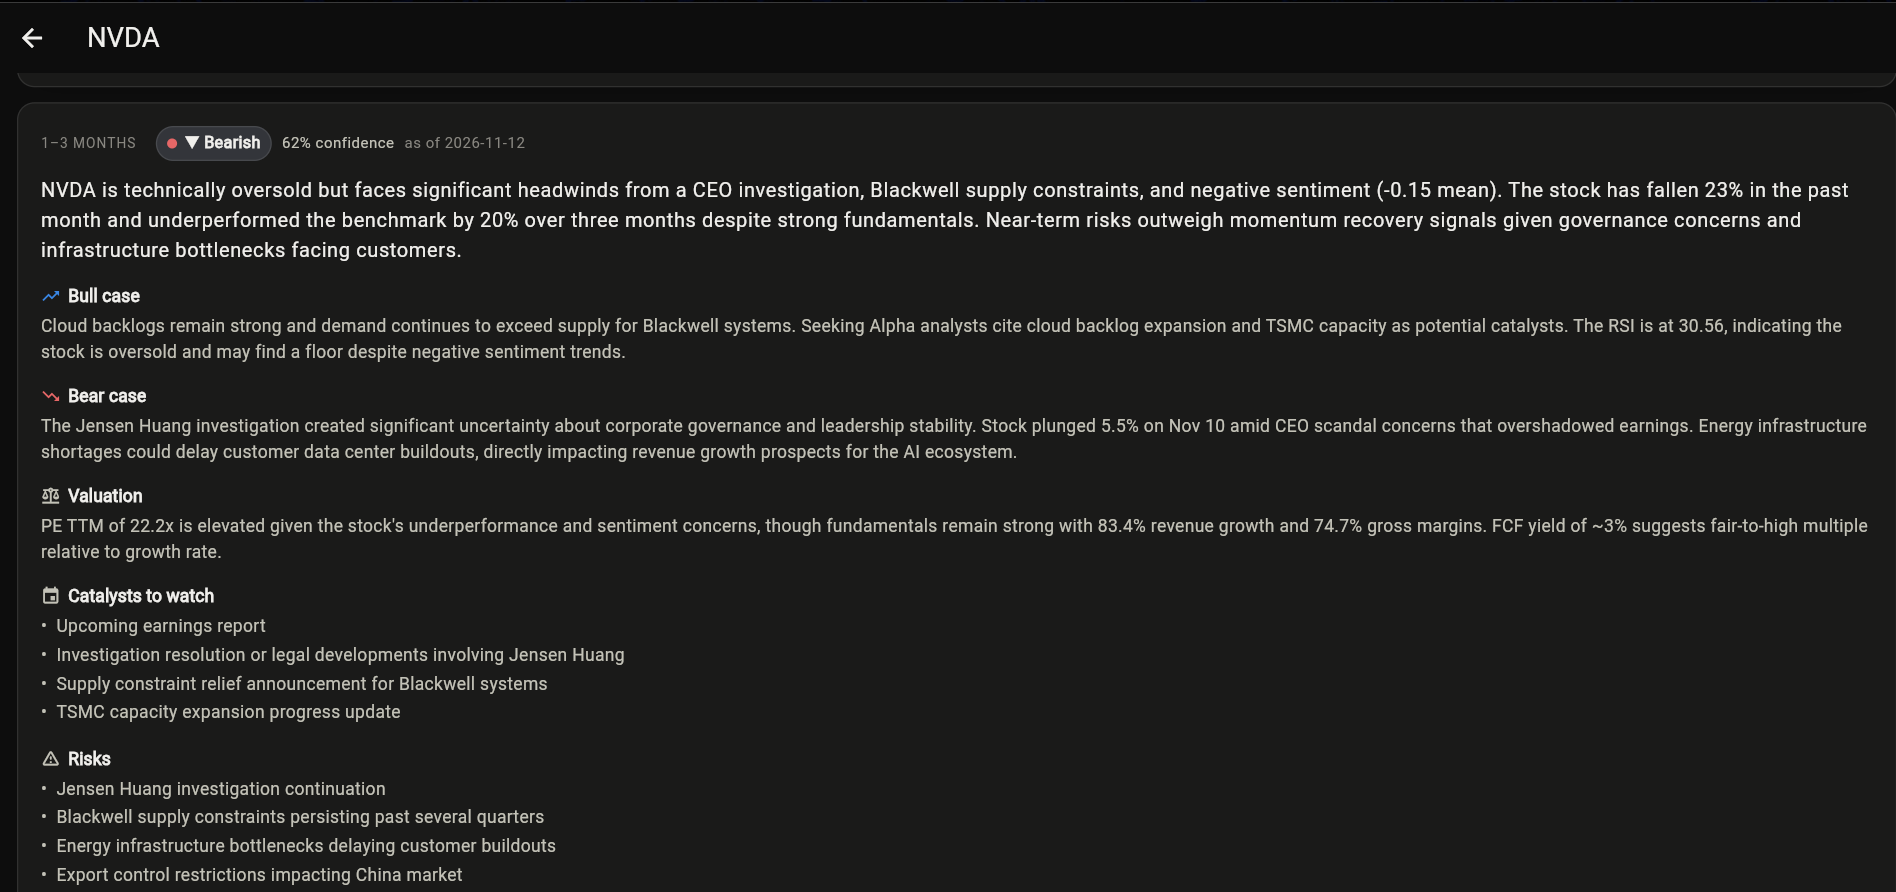 NVDA
1–3 MONTHS ▼ Bearish 62% confidence as of 2026-11-12
NVDA is technically oversold but faces significant headwinds from a CEO investigation, Blackwell supply constraints, and negative sentiment (-0.15 mean). The stock has fallen 23% in the past
month and underperformed the benchmark by 20% over three months despite strong fundamentals. Near-term risks outweigh momentum recovery signals given governance concerns and
infrastructure bottlenecks facing customers.
Bull case
Cloud backlogs remain strong and demand continues to exceed supply for Blackwell systems. Seeking Alpha analysts cite cloud backlog expansion and TSMC capacity as potential catalysts. The RSI is at 30.56, indicating the
stock is oversold and may find a floor despite negative sentiment trends.
Bear case
The Jensen Huang investigation created significant uncertainty about corporate governance and leadership stability. Stock plunged 5.5% on Nov 10 amid CEO scandal concerns that overshadowed earnings. Energy infrastructure
shortages could delay customer data center buildouts, directly impacting revenue growth prospects for the AI ecosystem.
Valuation
PE TTM of 22.2x is elevated given the stock's underperformance and sentiment concerns, though fundamentals remain strong with 83.4% revenue growth and 74.7% gross margins. FCF yield of ~3% suggests fair-to-high multiple
relative to growth rate.
Catalysts to watch
• Upcoming earnings report
• Investigation resolution or legal developments involving Jensen Huang
• Supply constraint relief announcement for Blackwell systems
• TSMC capacity expansion progress update
Risks
• Jensen Huang investigation continuation
• Blackwell supply constraints persisting past several quarters
• Energy infrastructure bottlenecks delaying customer buildouts
• Export control restrictions impacting China market